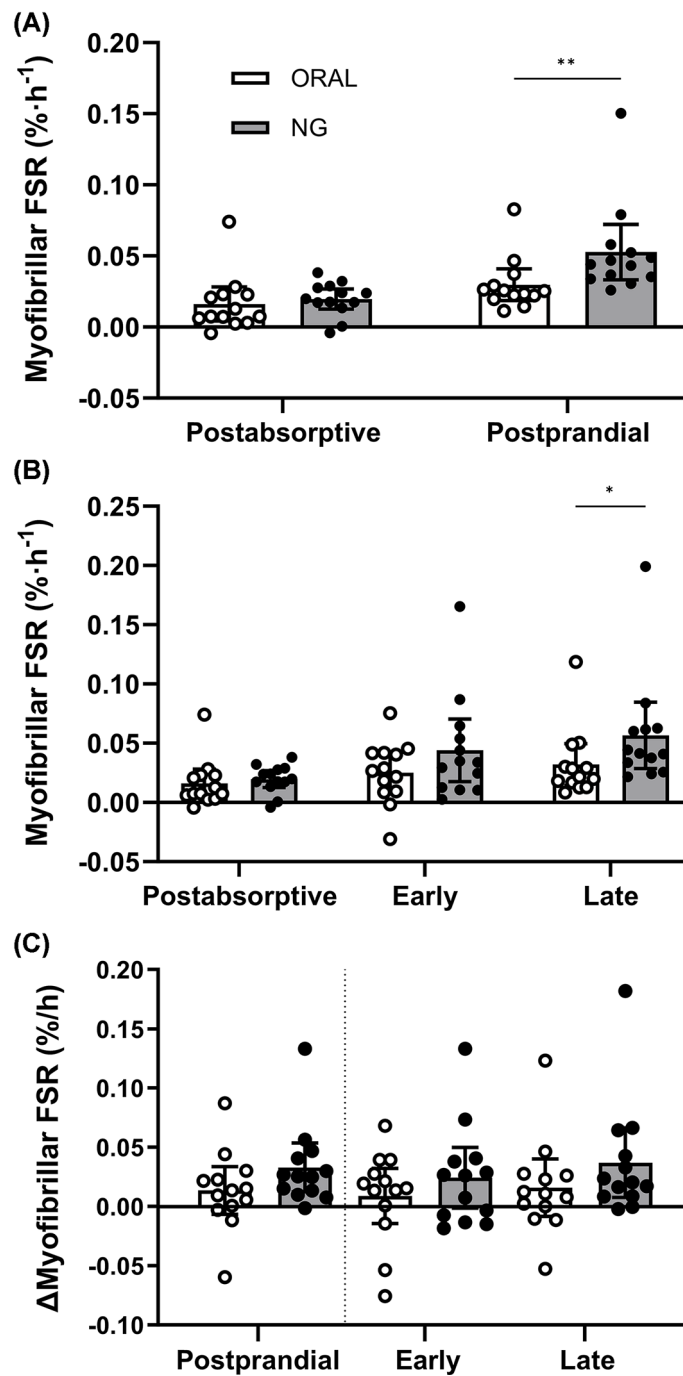 (A)
Myofibrillar FSR (%·h⁻¹)
0.20
0.15
0.10
0.05
0.00
-0.05
ORAL
NG
**
Postabsorptive
Postprandial
(B)
Myofibrillar FSR (%·h⁻¹)
0.25
0.20
0.15
0.10
0.05
0.00
-0.05
*
Postabsorptive
Early
Late
(C)
ΔMyofibrillar FSR (%/h)
0.20
0.15
0.10
0.05
0.00
-0.05
-0.10
Postprandial
Early
Late